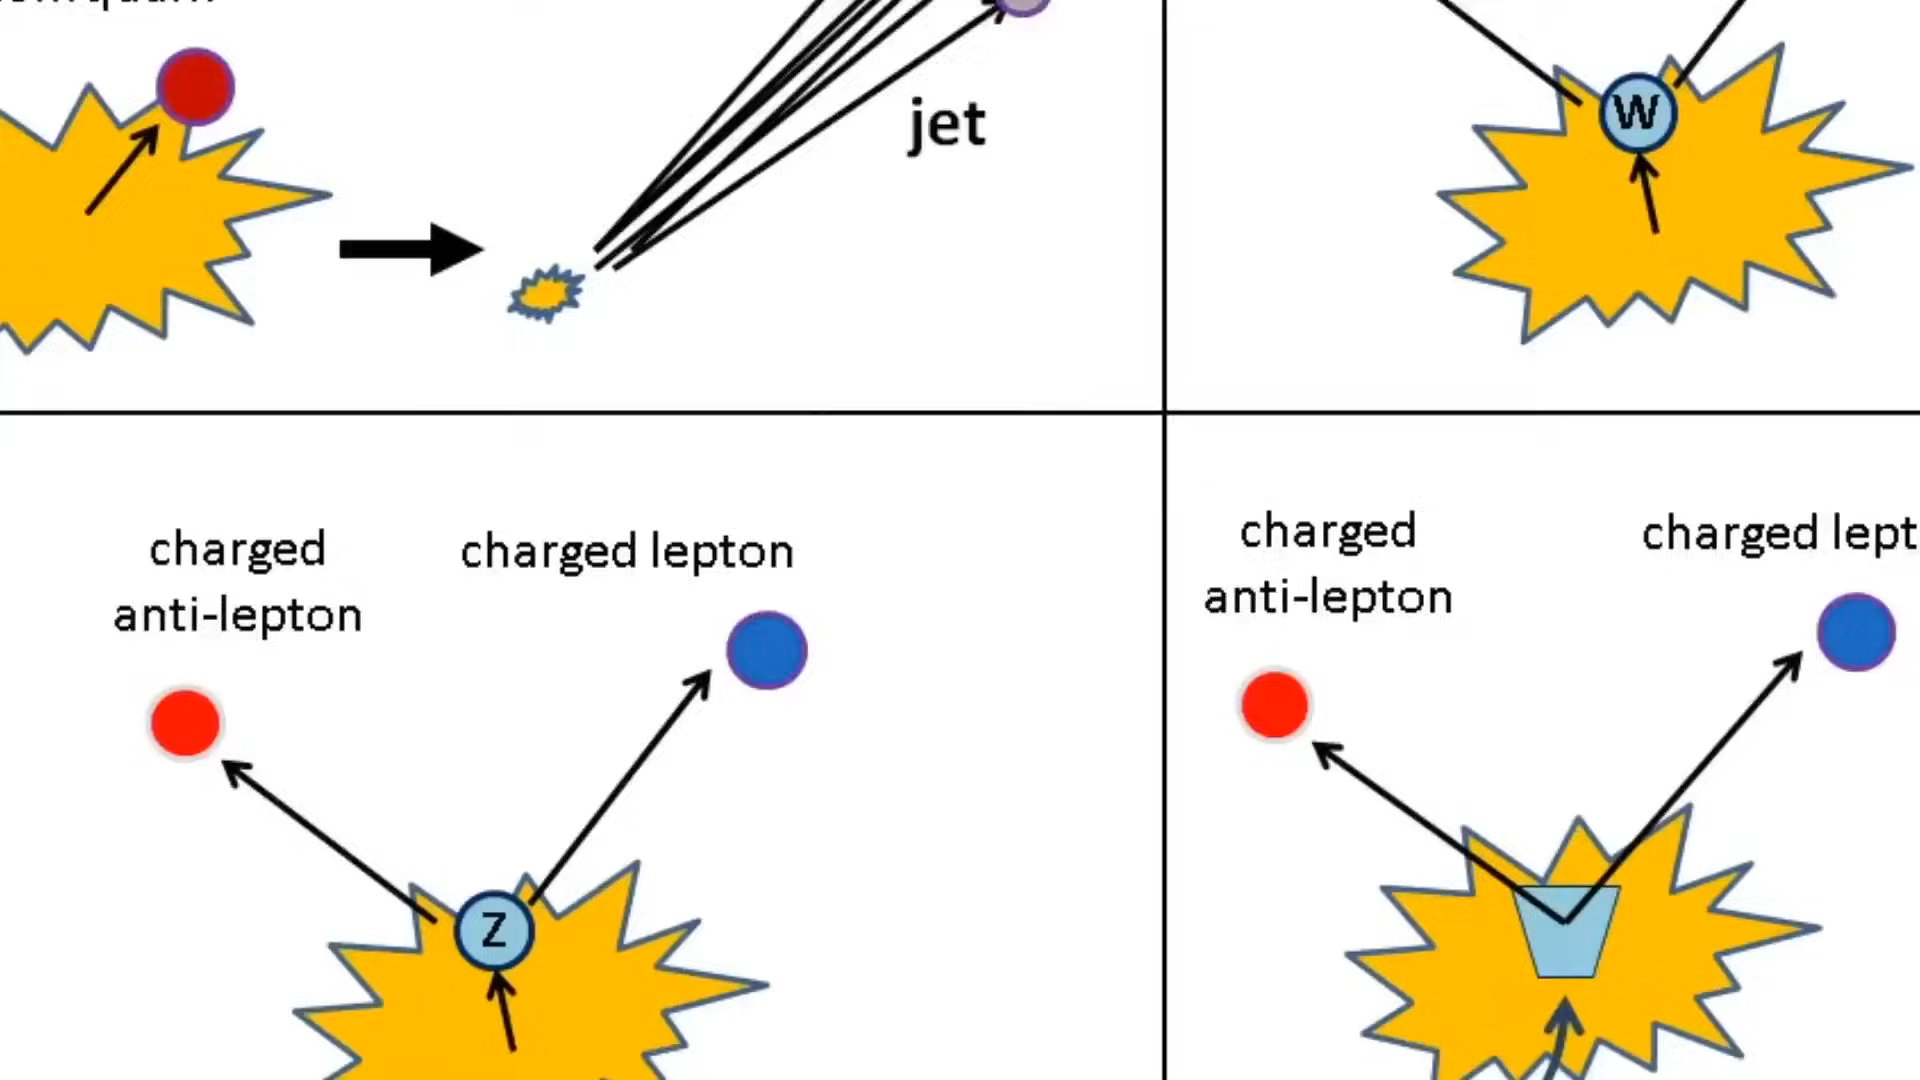 jet
W
charged
anti-lepton
charged lepton
charged
anti-lepton
charged lept
Z